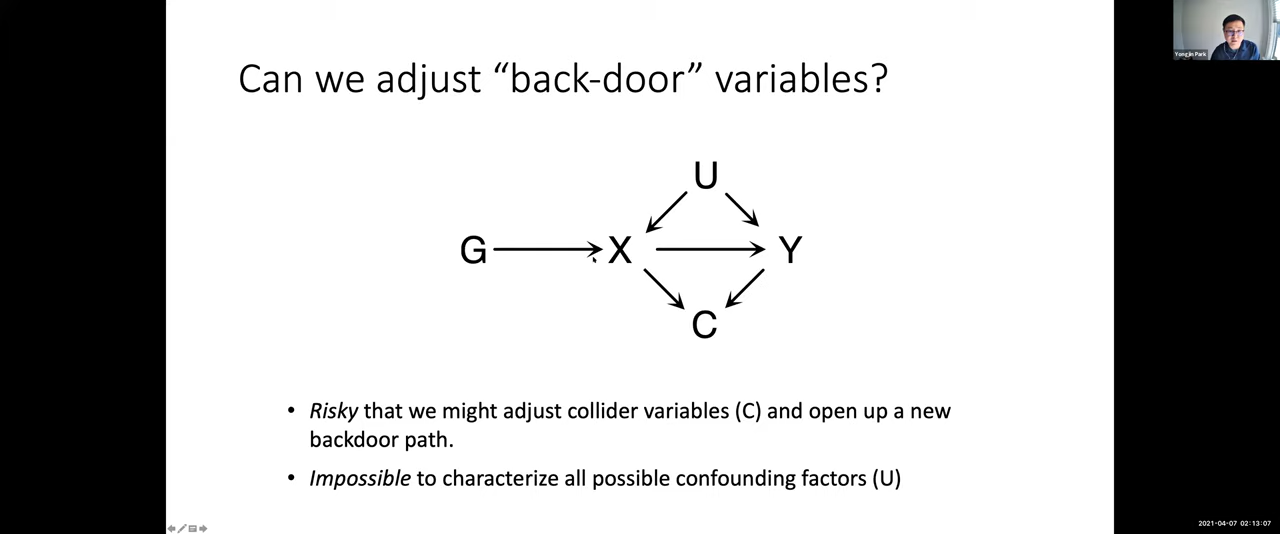 Can we adjust “back-door” variables?
Yongjin Park
U
G X Y
C
• Risky that we might adjust collider variables (C) and open up a new
backdoor path.
• Impossible to characterize all possible confounding factors (U)
2021-04-07 02:13:07